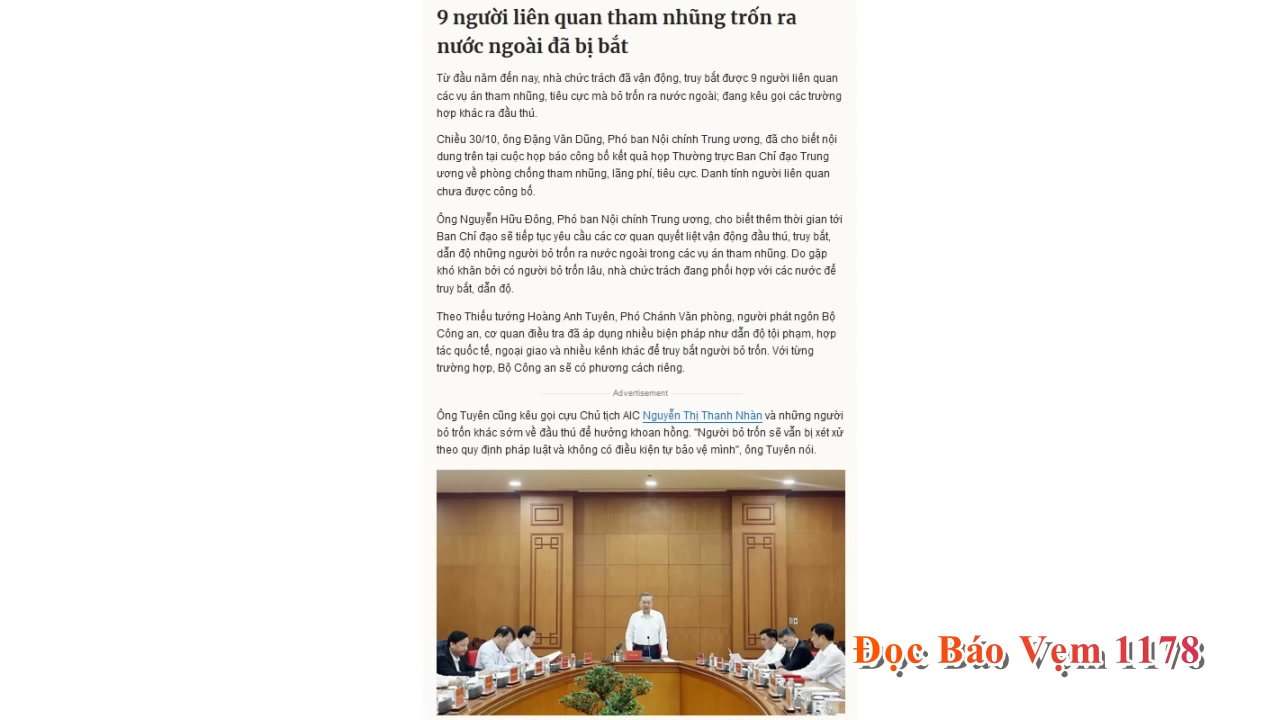 9 người liên quan tham nhũng trốn ra
nước ngoài đã bị bắt
Từ đầu năm đến nay, nhà chức trách đã vận động, truy bắt được 9 người liên quan
các vụ án tham nhũng, tiêu cực mà bỏ trốn ra nước ngoài; đang kêu gọi các trường
hợp khác ra đầu thú.
Chiều 30/10, ông Đặng Văn Dũng, Phó ban Nội chính Trung ương, đã cho biết nội
dung trên tại cuộc họp báo công bố kết quả họp Thường trực Ban Chỉ đạo Trung
ương về phòng chống tham nhũng, lãng phí, tiêu cực. Danh tính người liên quan
chưa được công bố.
Ông Nguyễn Hữu Đông, Phó ban Nội chính Trung ương, cho biết thêm thời gian tới
Ban Chỉ đạo sẽ tiếp tục yêu cầu các cơ quan quyết liệt vận động đầu thú, truy bắt,
dẫn độ những người bỏ trốn ra nước ngoài trong các vụ án tham nhũng. Do gặp
khó khăn bởi có người bỏ trốn lâu, nhà chức trách đang phối hợp với các nước để
truy bắt, dẫn độ.
Theo Thiếu tướng Hoàng Anh Tuyên, Phó Chánh Văn phòng, người phát ngôn Bộ
Công an, cơ quan điều tra đã áp dụng nhiều biện pháp như dẫn độ tội phạm, hợp
tác quốc tế, ngoại giao và nhiều kênh khác để truy bắt người bỏ trốn. Với từng
trường hợp, Bộ Công an sẽ có phương cách riêng.
Advertisement
Ông Tuyên cũng kêu gọi cựu Chủ tịch AIC Nguyễn Thị Thanh Nhàn và những người
bỏ trốn khác sớm về đầu thú để hưởng khoan hồng. "Người bỏ trốn sẽ vẫn bị xét xử
theo quy định pháp luật và không có điều kiện tự bảo vệ mình", ông Tuyên nói.
Đọc Báo Vẹm 1178